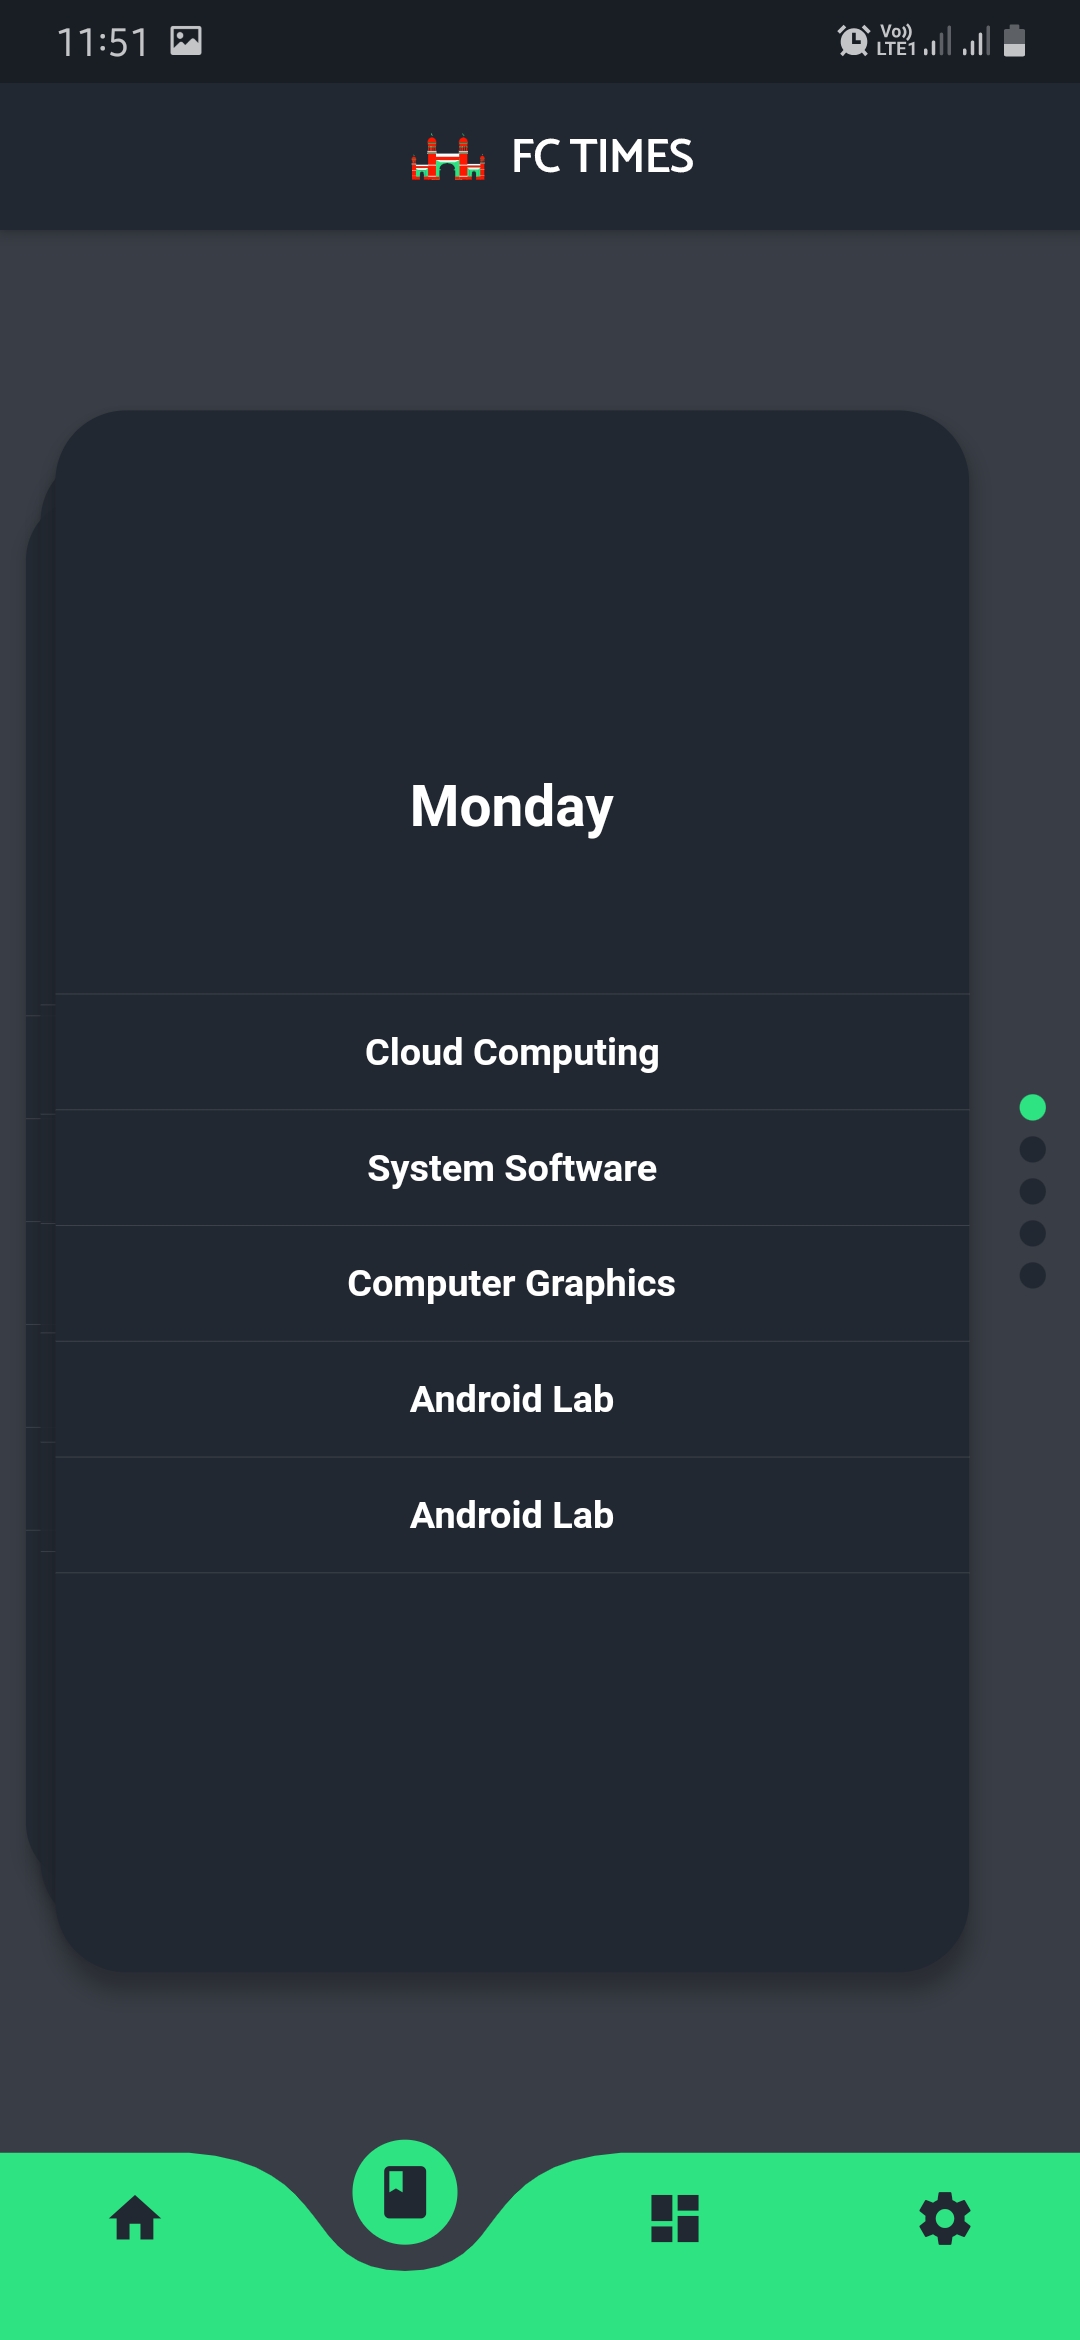 11:51
Vo)) LTE1
FC TIMES
Monday
Cloud Computing
System Software
Computer Graphics
Android Lab
Android Lab